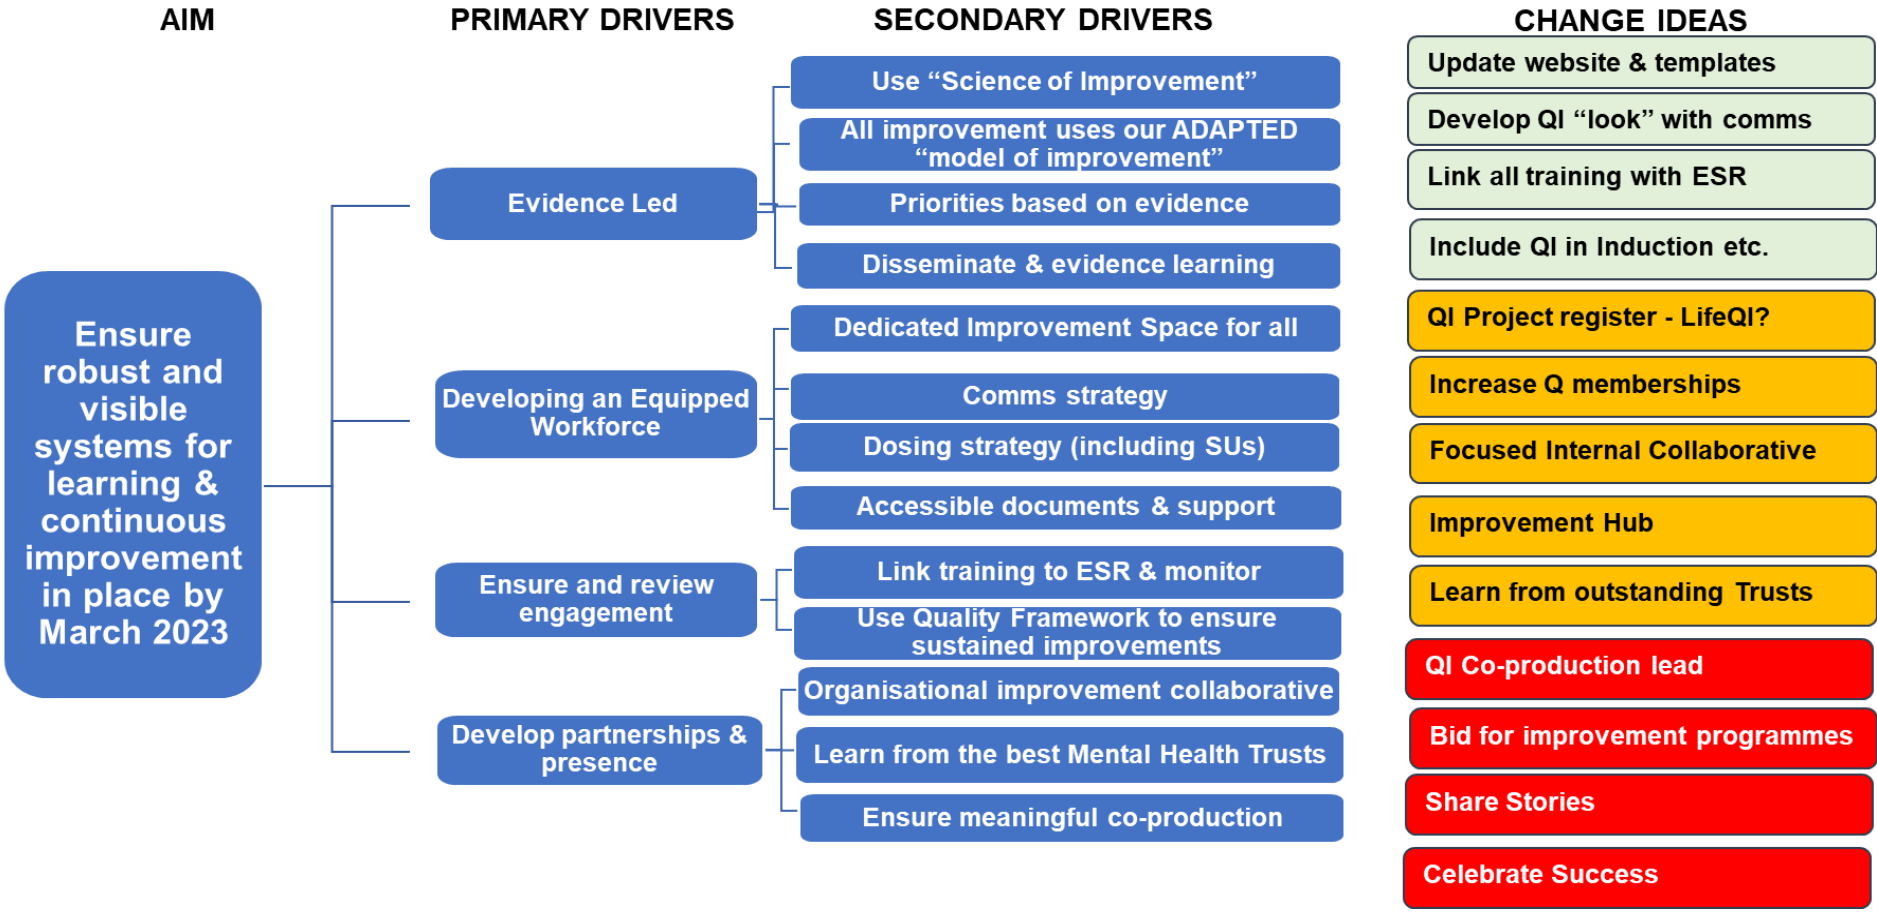 AIM
PRIMARY DRIVERS
SECONDARY DRIVERS
CHANGE IDEAS
Ensure
robust and
visible
systems for
learning &
continuous
improvement
in place by
March 2023
Evidence Led
Developing an Equipped
Workforce
Ensure and review
engagement
Develop partnerships &
presence
Use “Science of Improvement”
All improvement uses our ADAPTED
“model of improvement”
Priorities based on evidence
Disseminate & evidence learning
Dedicated Improvement Space for all
Comms strategy
Dosing strategy (including SUs)
Accessible documents & support
Link training to ESR & monitor
Use Quality Framework to ensure
sustained improvements
Organisational improvement collaborative
Learn from the best Mental Health Trusts
Ensure meaningful co-production
Update website & templates
Develop QI “look” with comms
Link all training with ESR
Include QI in Induction etc.
QI Project register - LifeQI?
Increase Q memberships
Focused Internal Collaborative
Improvement Hub
Learn from outstanding Trusts
QI Co-production lead
Bid for improvement programmes
Share Stories
Celebrate Success